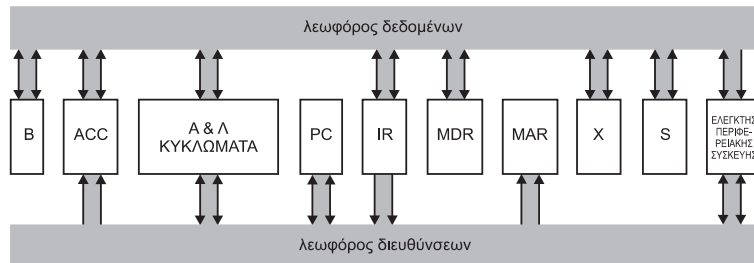 λεωφόρος δεδομένων
B
ACC
Α & Λ
ΚΥΚΛΩΜΑΤΑ
PC
IR
MDR
MAR
X
S
ΕΛΕΓΚΤΗΣ
ΠΕΡΙΦΕ-
ΡΕΙΑΚΗΣ
ΣΥΣΚΕΥΗΣ
λεωφόρος διευθύνσεων